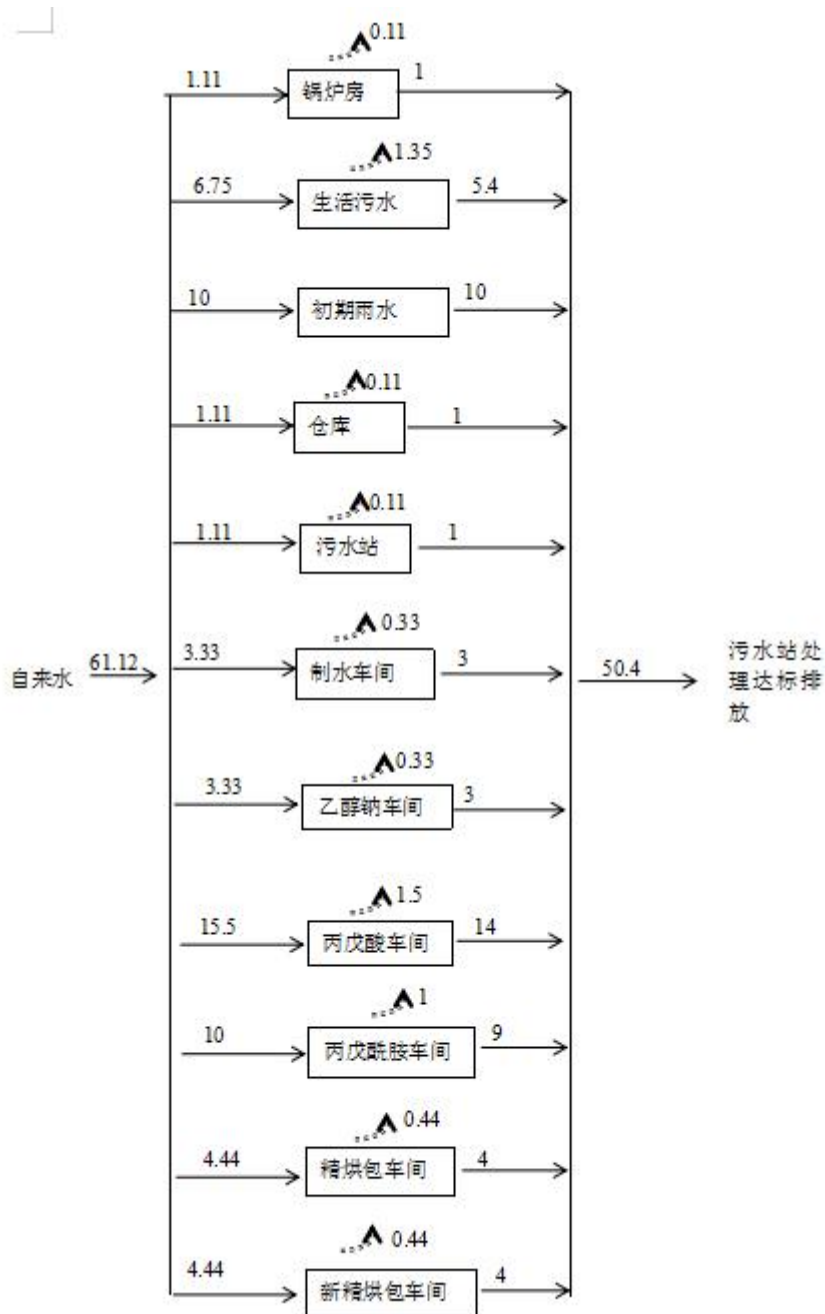 0.11
1.11
锅炉房
1
1.35
6.75
生活污水
5.4
10
初期雨水
10
0.11
1.11
仓库
1
0.11
1.11
污水站
1
0.33
自来水
61.12
3.33
制水车间
3
50.4
污水站处
理达标排
放
0.33
3.33
乙醇钠车间
3
1.5
15.5
丙戊酸车间
14
1
10
丙戊酰胺车间
9
0.44
4.44
精烘包车间
4
0.44
4.44
新精烘包车间
4